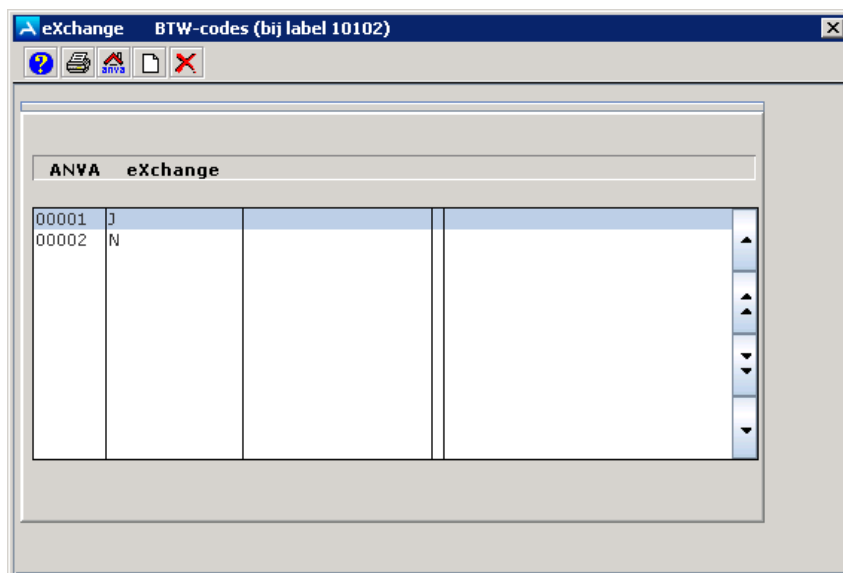 eXchange BTW-codes (bij label 10102)
? anva
ANVA eXchange
00001 J
00002 N